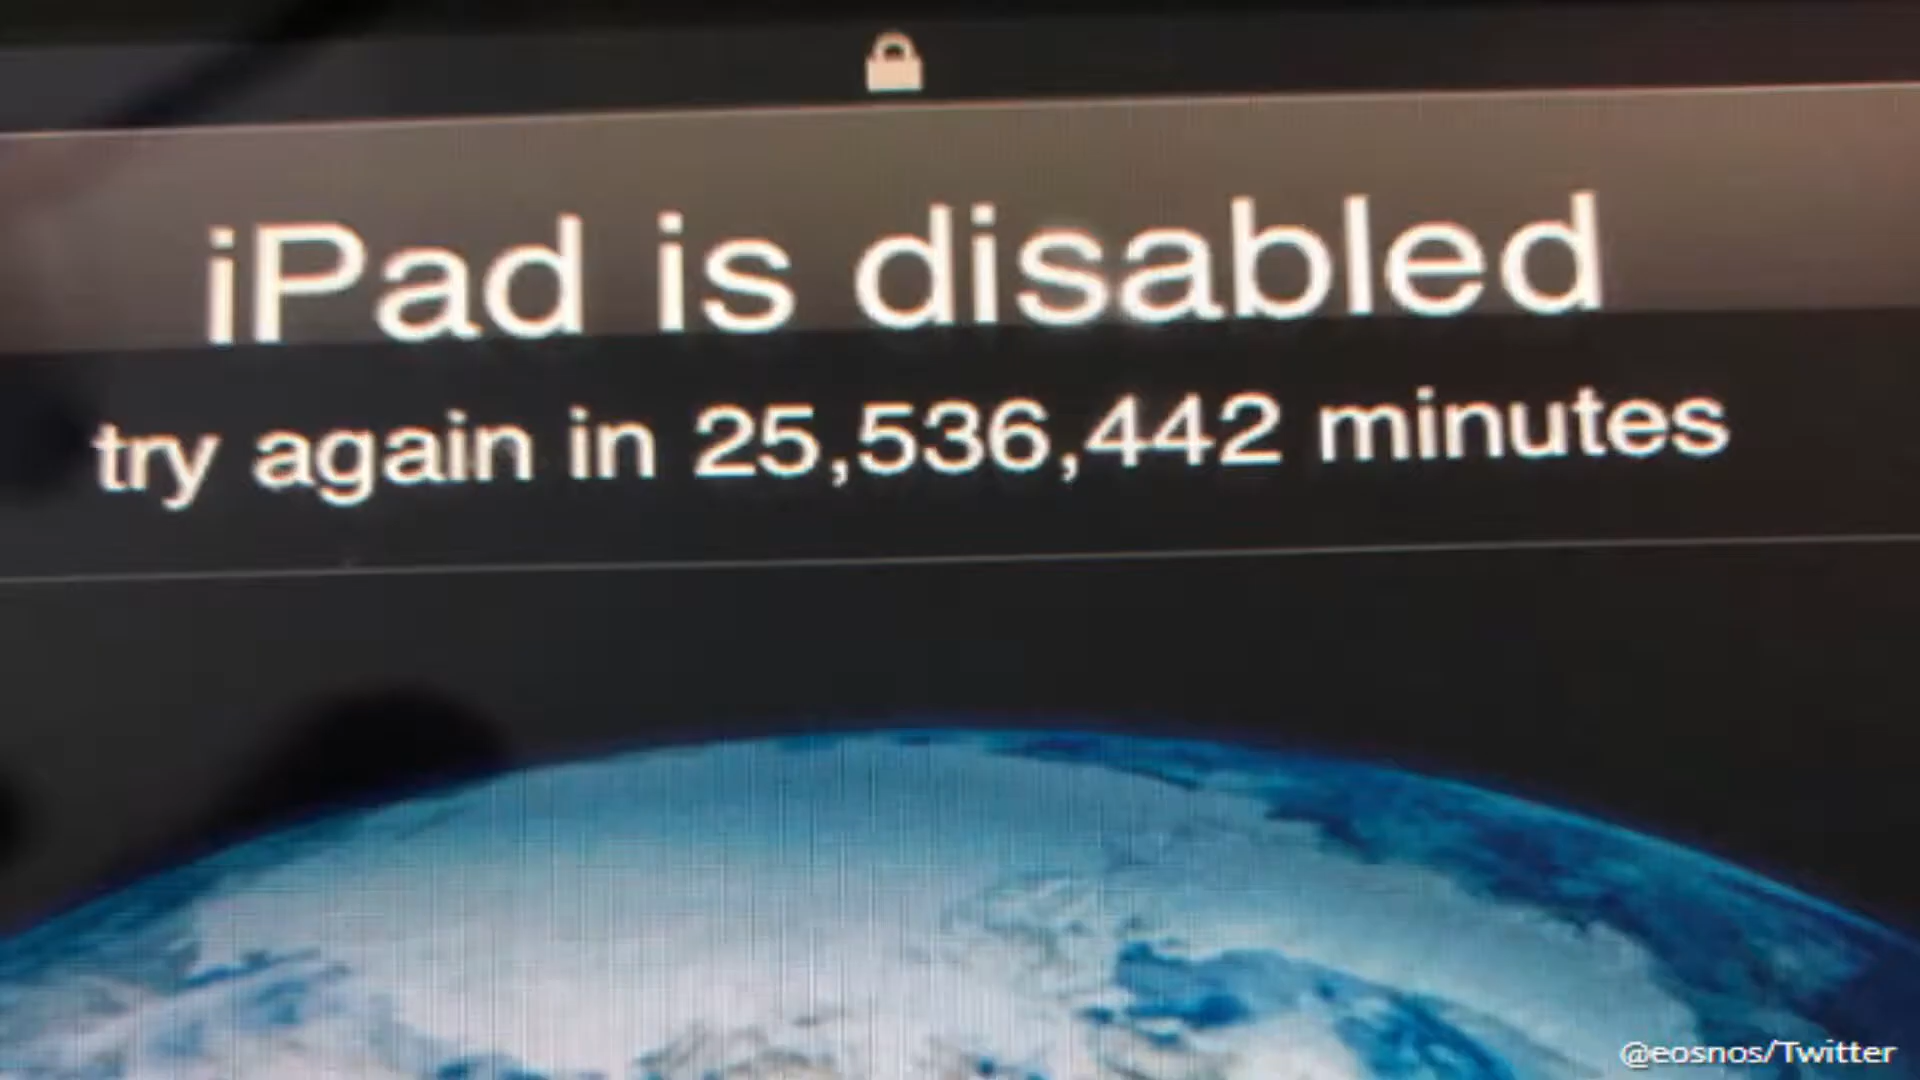 iPad is disabled
try again in 25,536,442 minutes
@eosnos/Twitter